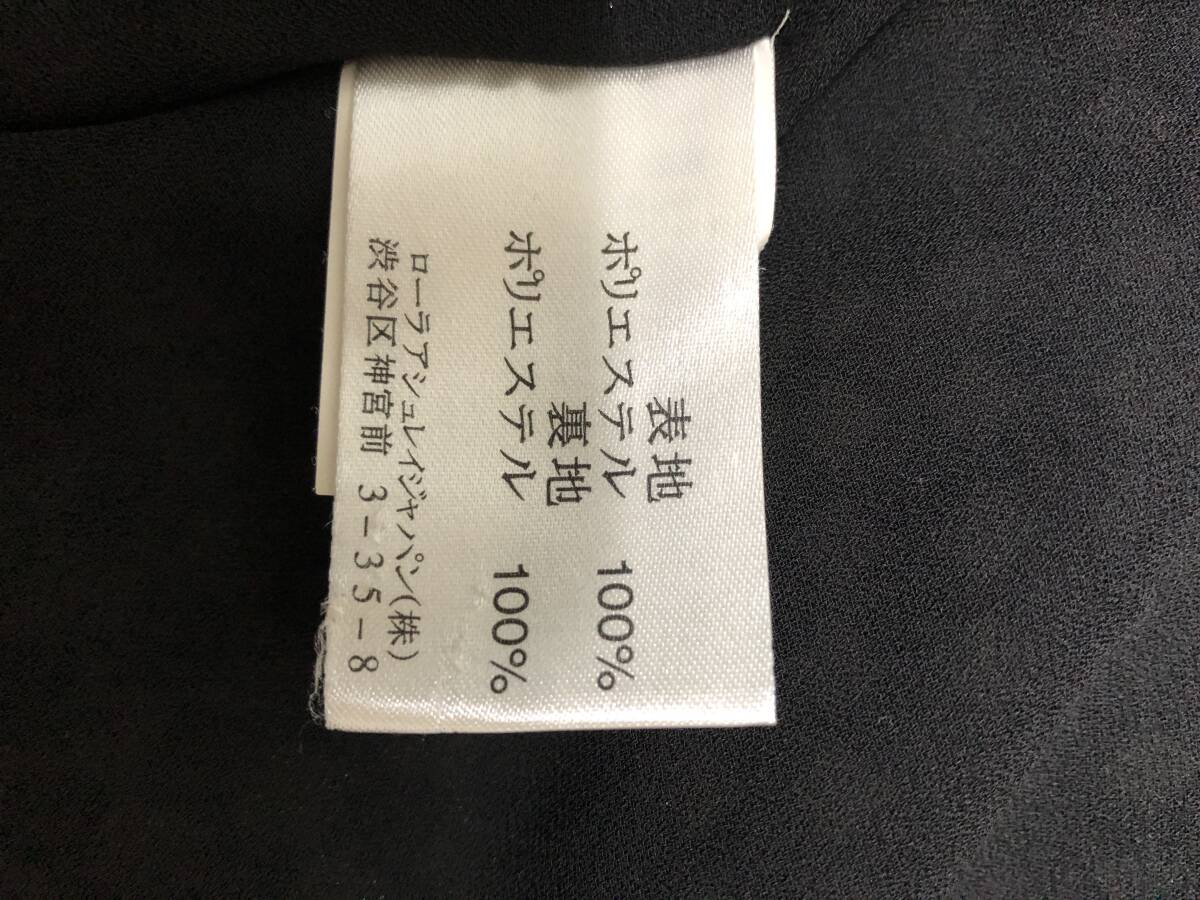 表地
ポリエステル 100%
裏地
ポリエステル 100%
ローラアシュレイジャパン(株)
渋谷区神宮前 3-35-8